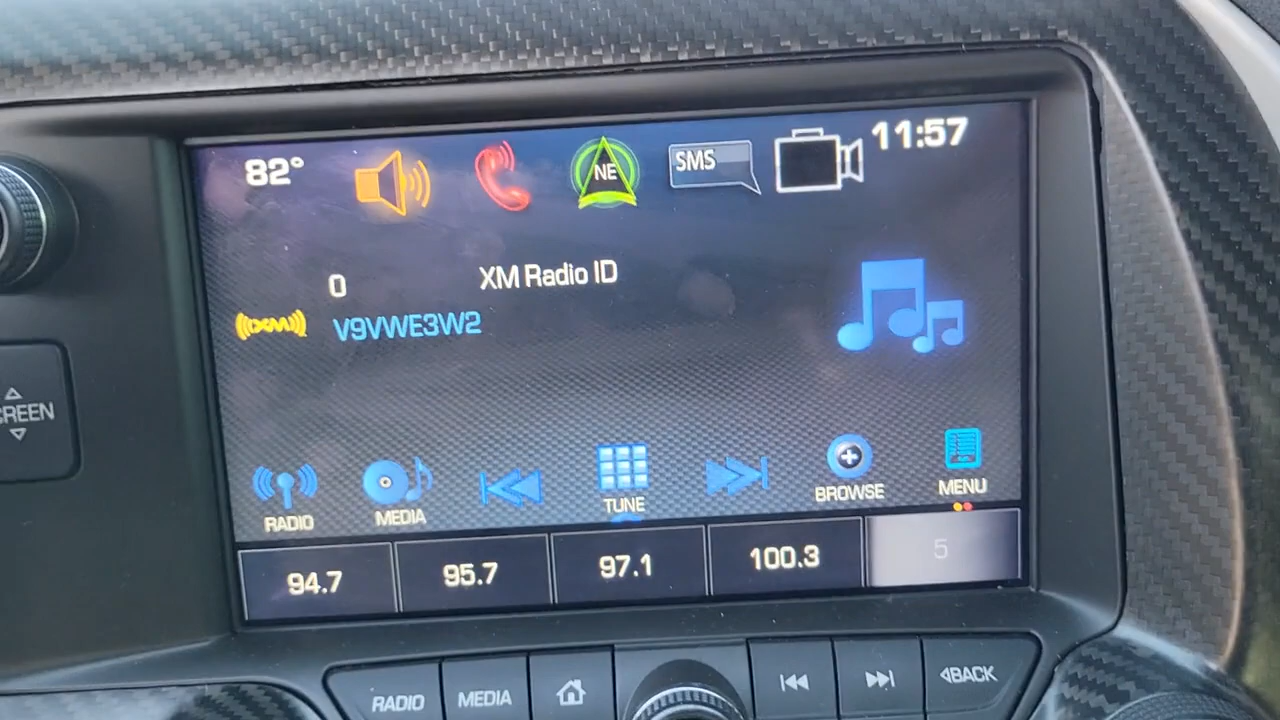 82° NE SMS 11:57
0 XM Radio ID
((XM)) V9VWE3W2
RADIO MEDIA TUNE BROWSE MENU
94.7 95.7 97.1 100.3 5
RADIO MEDIA BACK